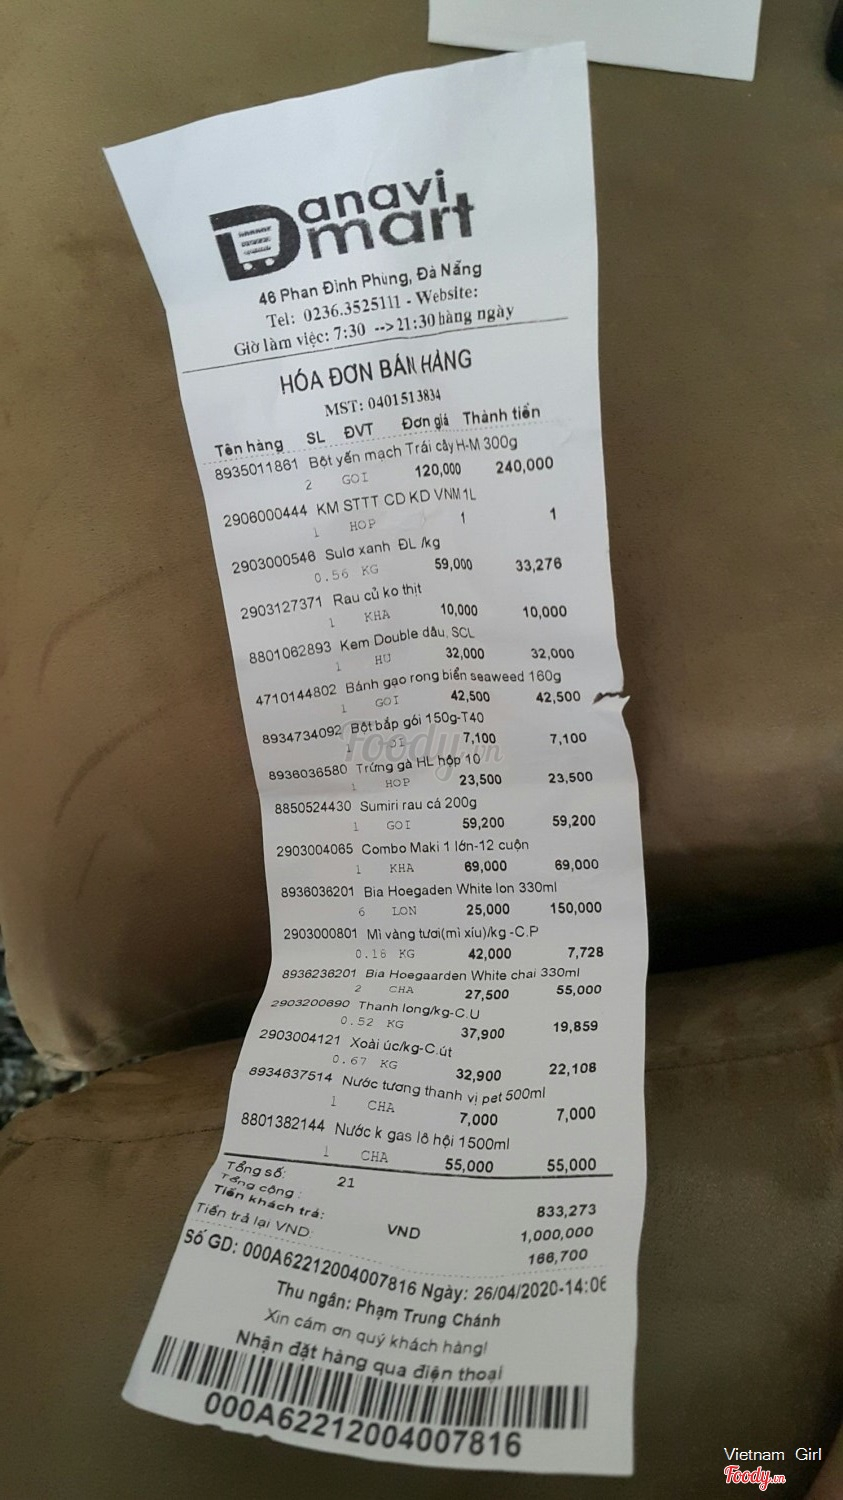 Danavi mart
46 Phan Đình Phùng, Đà Nẵng
Tel: 0236.3525111 - Website:
Giờ làm việc: 7:30 -->21:30 hàng ngày
HÓA ĐƠN BÁN HÀNG
MST: 0401513834
Tên hàng SL ĐVT Đơn giá Thành tiền
8935011861 Bột yến mạch Trái cây H-M 300g
2 GOI 120,000 240,000
2906000444 KM STTT CD KD VNM 1L
1 HOP 1 1
2903000546 Sulơ xanh ĐL /kg
0.56 KG 59,000 33,276
2903127371 Rau củ ko thịt
1 KHA 10,000 10,000
8801062893 Kem Double dâu, SCL
1 HU 32,000 32,000
4710144802 Bánh gạo rong biển seaweed 160g
1 GOI 42,500 42,500
8934734092 Bột bắp gói 150g-T40
1 GOI 7,100 7,100
8936036580 Trứng gà HL hộp 10
1 HOP 23,500 23,500
8850524430 Sumiri rau cá 200g
1 GOI 59,200 59,200
2903004065 Combo Maki 1 lớn-12 cuộn
1 KHA 69,000 69,000
8936036201 Bia Hoegaden White lon 330ml
6 LON 25,000 150,000
2903000801 Mì vàng tươi(mì xíu)/kg -C.P
0.18 KG 42,000 7,728
8936236201 Bia Hoegaarden White chai 330ml
2 CHA 27,500 55,000
2903200690 Thanh long/kg-C.U
0.52 KG 37,900 19,859
2903004121 Xoài úc/kg-C.út
0.67 KG 32,900 22,108
8934637514 Nước tương thanh vị pet 500ml
1 CHA 7,000 7,000
8801382144 Nước k gas lô hội 1500ml
1 CHA 55,000 55,000
Tổng số: 21
Tổng cộng : 833,273
Tiền khách trả: VND 1,000,000
Tiền trả lại VND: 166,700
Số GD: 000A62212004007816 Ngày: 26/04/2020-14:06
Thu ngân: Phạm Trung Chánh
Xin cám ơn quý khách hàng!
Nhận đặt hàng qua điện thoại
000A62212004007816
Foody.vn
Vietnam Girl
Foody.vn